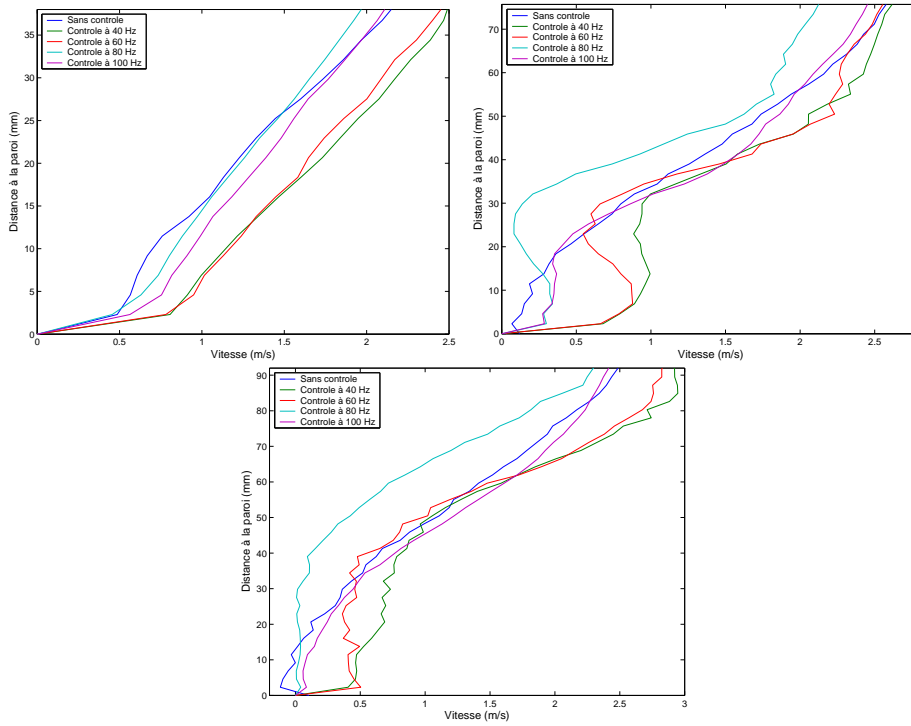 35
30
25
20
15
10
5
0
Distance à la paroi (mm)
Sans controle
Controle à 40 Hz
Controle à 60 Hz
Controle à 80 Hz
Controle à 100 Hz
0
0.5
1
1.5
2
2.5
Vitesse (m/s)
70
60
50
40
30
20
10
0
Distance à la paroi (mm)
Sans controle
Controle à 40 Hz
Controle à 60 Hz
Controle à 80 Hz
Controle à 100 Hz
0
0.5
1
1.5
2
2.5
Vitesse (m/s)
90
80
70
60
50
40
30
20
10
0
Distance à la paroi (mm)
Sans controle
Controle à 40 Hz
Controle à 60 Hz
Controle à 80 Hz
Controle à 100 Hz
0
0.5
1
1.5
2
2.5
3
Vitesse (m/s)